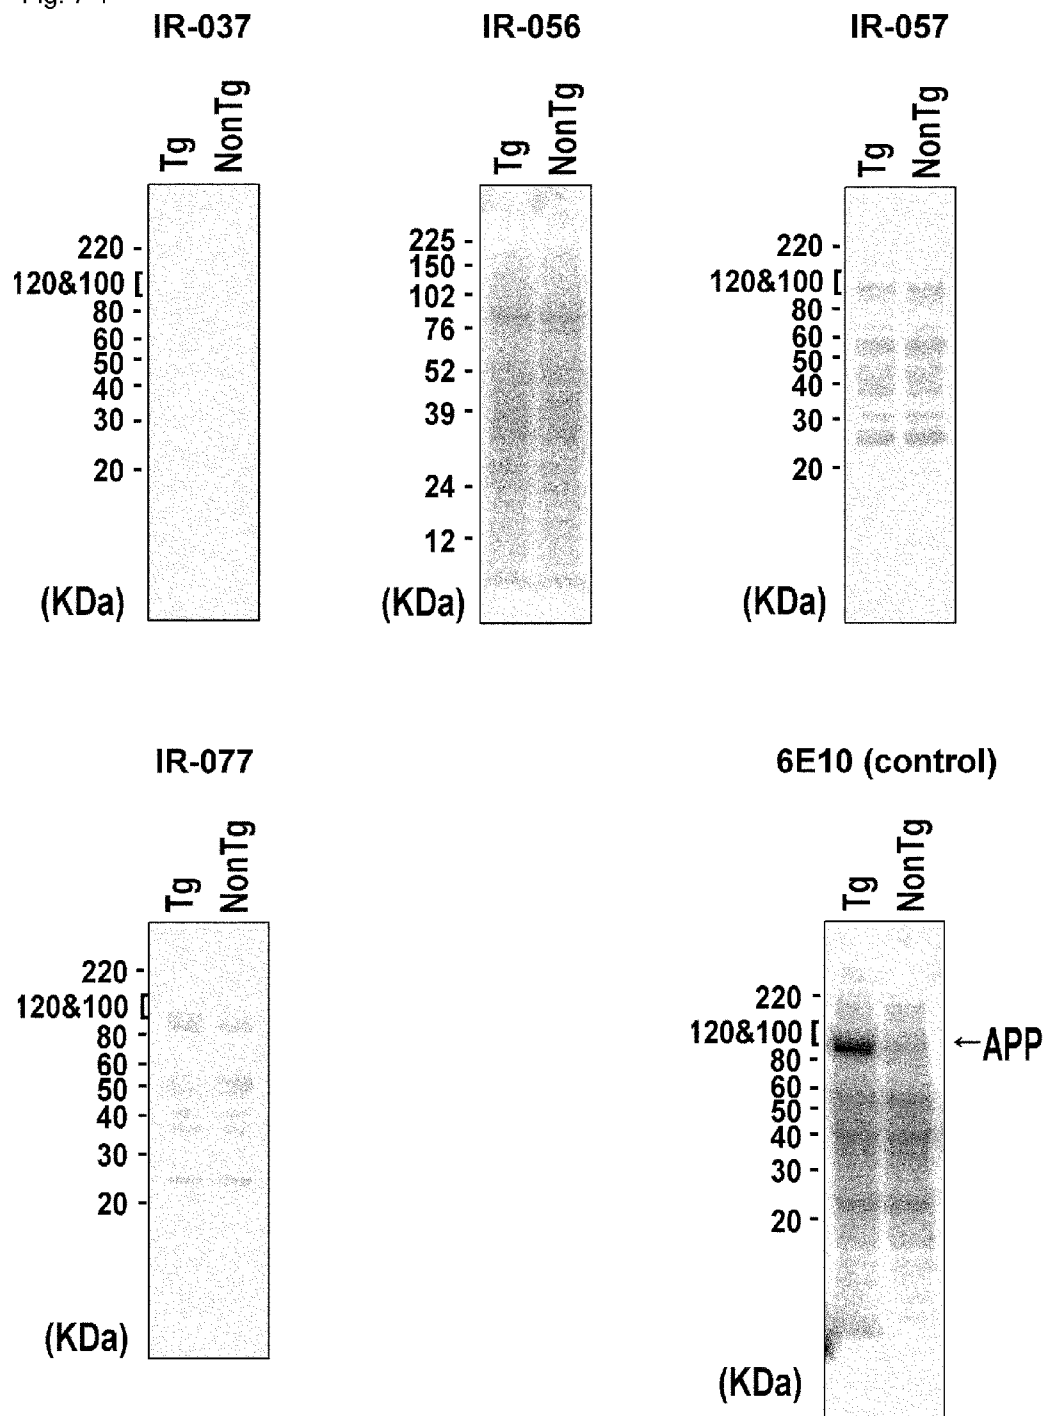 IR-037
Tg
NonTg
220 -
120&100 [
80 -
60 -
50 -
40 -
30 -
20 -
(KDa)
IR-056
Tg
NonTg
225 -
150 -
102 -
76 -
52 -
39 -
24 -
12 -
(KDa)
IR-057
Tg
NonTg
220 -
120&100 [
80 -
60 -
50 -
40 -
30 -
20 -
(KDa)
IR-077
Tg
NonTg
220 -
120&100 [
80 -
60 -
50 -
40 -
30 -
20 -
(KDa)
6E10 (control)
Tg
NonTg
220 -
120&100 [
80 -
60 -
50 -
40 -
30 -
20 -
(KDa)
←APP